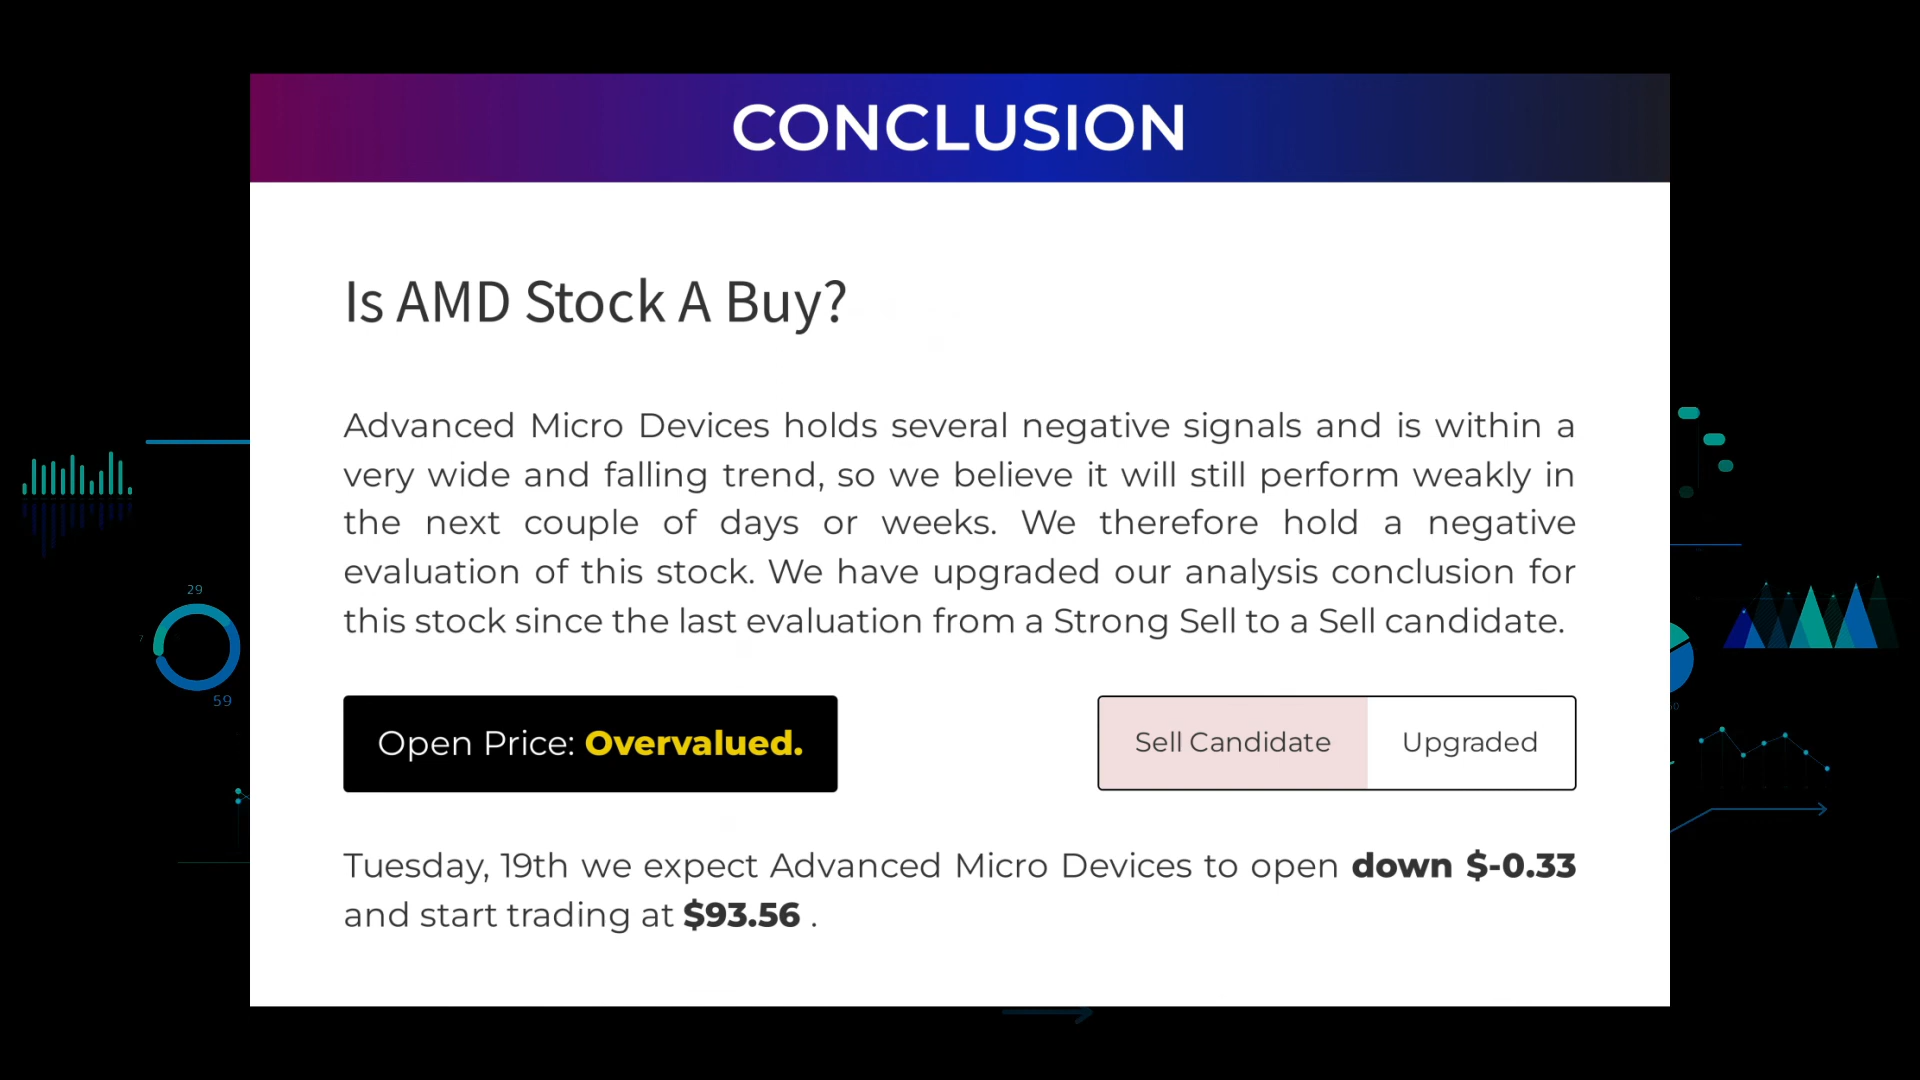 CONCLUSION
Is AMD Stock A Buy?
Advanced Micro Devices holds several negative signals and is within a
very wide and falling trend, so we believe it will still perform weakly in
the next couple of days or weeks. We therefore hold a negative
evaluation of this stock. We have upgraded our analysis conclusion for
this stock since the last evaluation from a Strong Sell to a Sell candidate.
29
7
59
Open Price: Overvalued.
Sell Candidate
Upgraded
Tuesday, 19th we expect Advanced Micro Devices to open down $-0.33
and start trading at $93.56 .